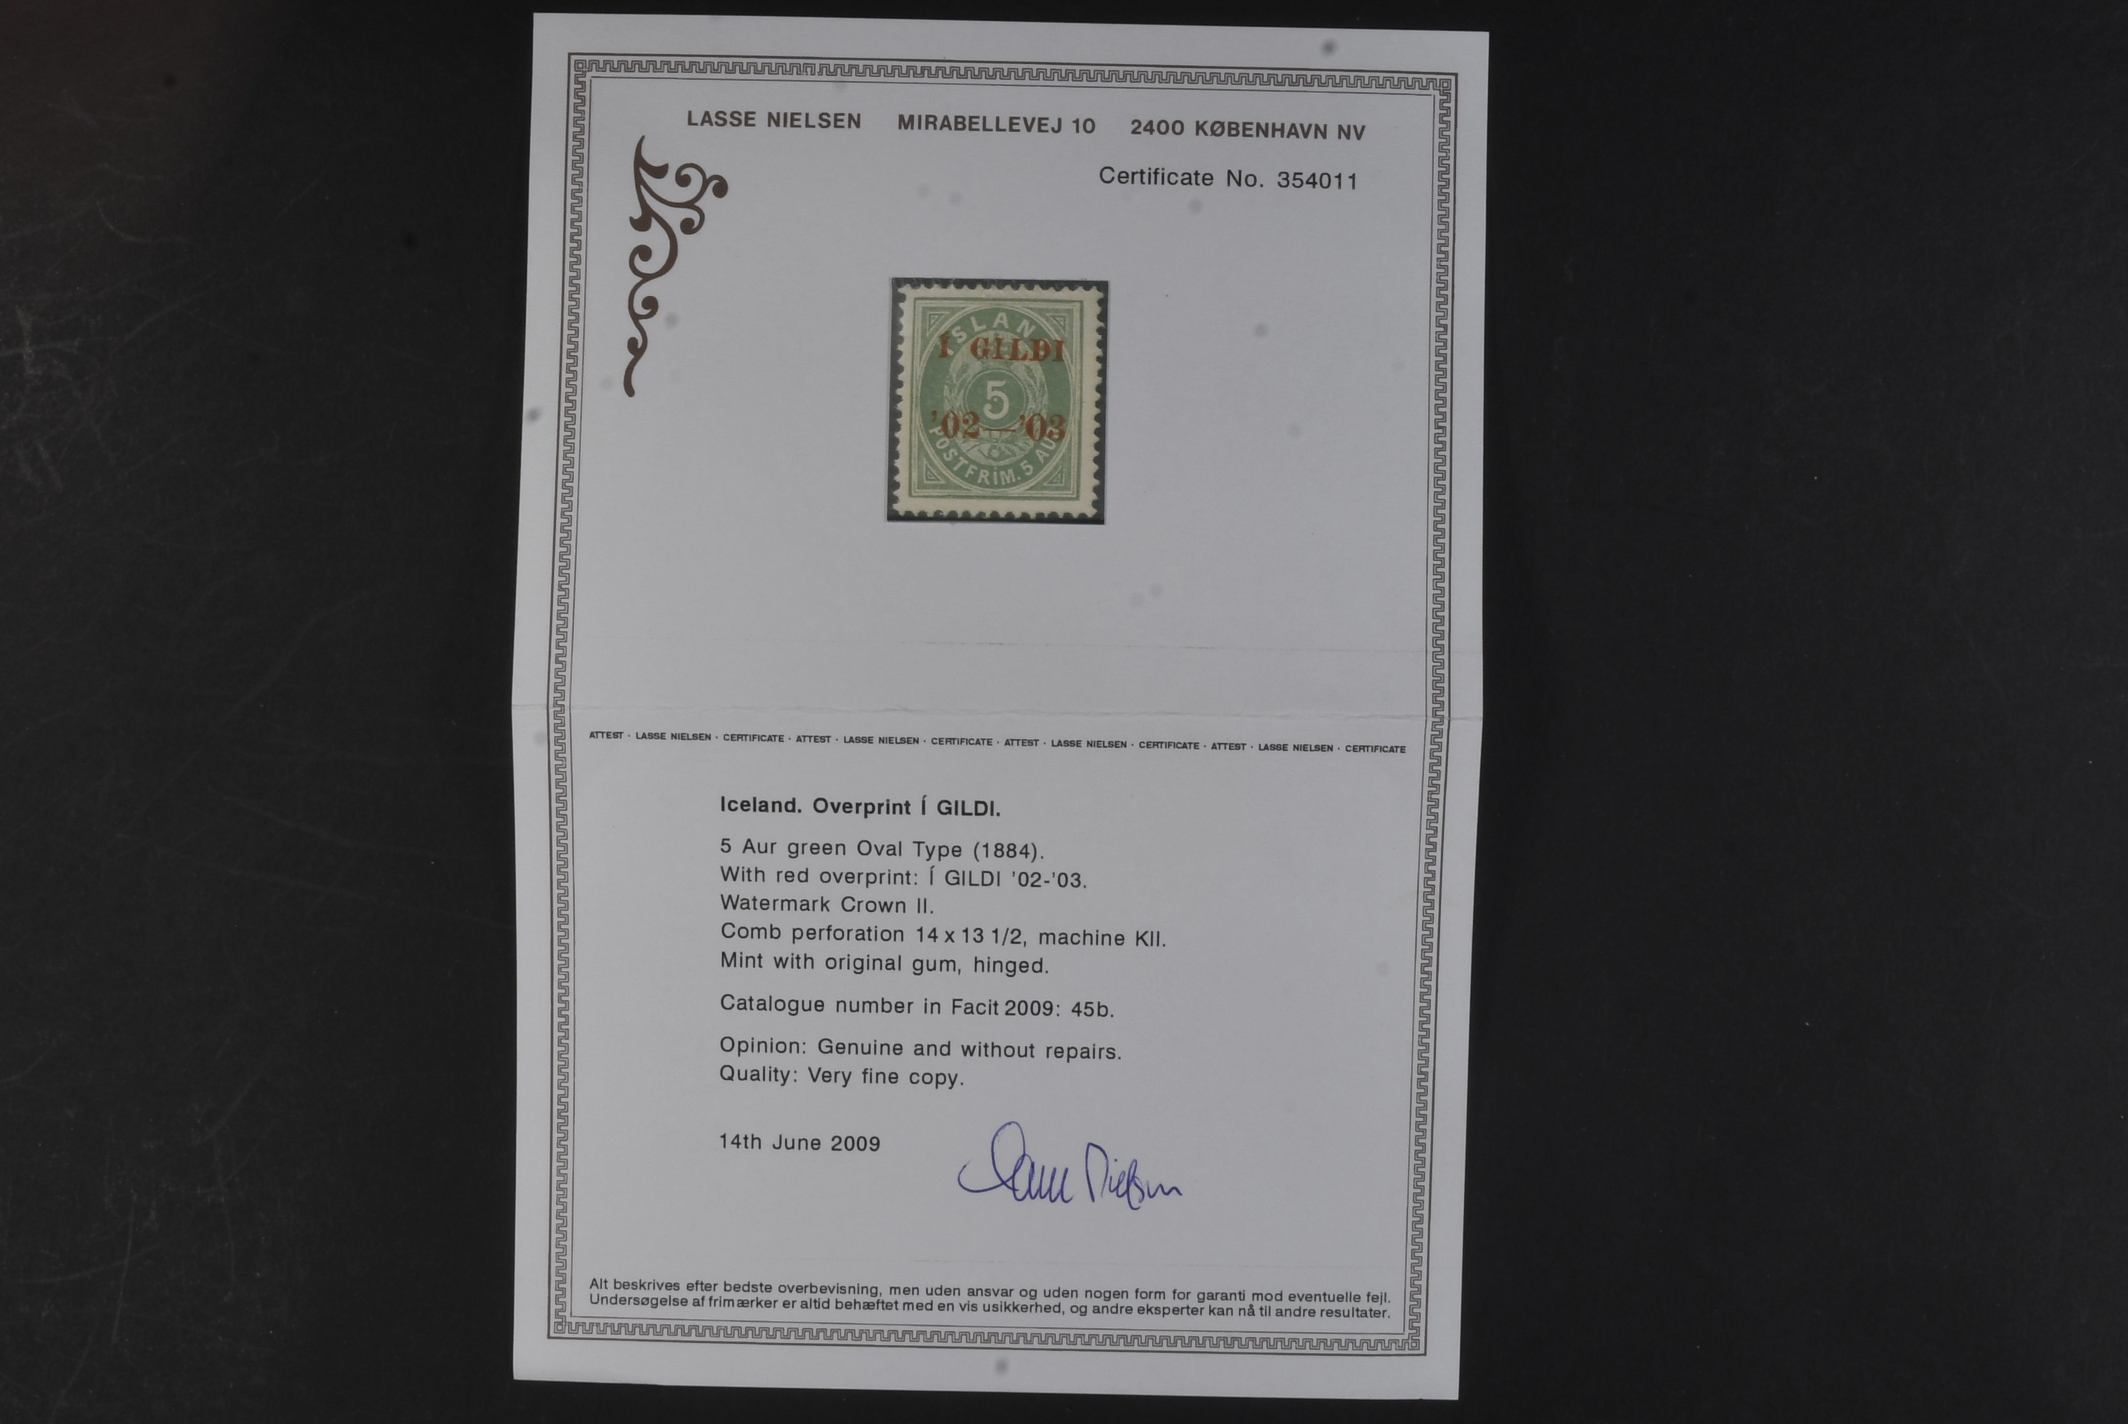 LASSE NIELSEN MIRABELLEVEJ 10 2400 KØBENHAVN NV
Certificate No. 354011
ÍSLAN
Í GILDI
5
'02—'03
POSTFRIM. 5 AU
ATTEST · LASSE NIELSEN · CERTIFICATE · ATTEST · LASSE NIELSEN · CERTIFICATE · ATTEST · LASSE NIELSEN · CERTIFICATE · ATTEST · LASSE NIELSEN · CERTIFICATE
Iceland. Overprint Í GILDI.
5 Aur green Oval Type (1884).
With red overprint: Í GILDI '02-'03.
Watermark Crown II.
Comb perforation 14 x 13 1/2, machine KII.
Mint with original gum, hinged.
Catalogue number in Facit 2009: 45b.
Opinion: Genuine and without repairs.
Quality: Very fine copy.
14th June 2009
Lasse Nielsen
Alt beskrives efter bedste overbevisning, men uden ansvar og uden nogen form for garanti mod eventuelle fejl.
Undersøgelse af frimærker er altid behæftet med en vis usikkerhed, og andre eksperter kan nå til andre resultater.